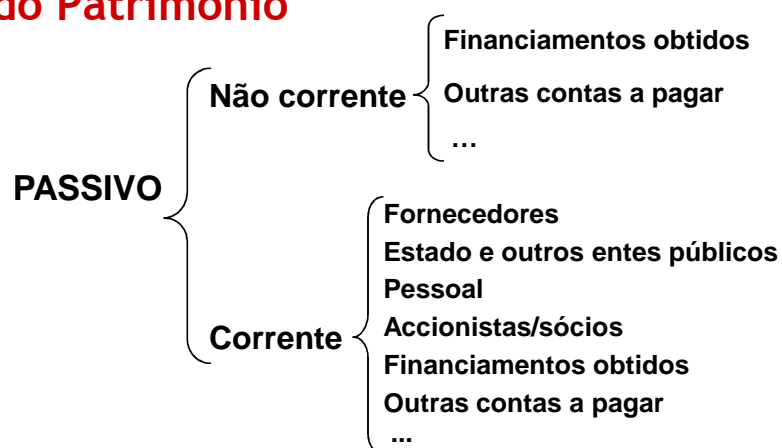 do Património
Financiamentos obtidos
Não corrente
Outras contas a pagar
…
PASSIVO
Fornecedores
Estado e outros entes públicos
Pessoal
Accionistas/sócios
Corrente
Financiamentos obtidos
Outras contas a pagar
...